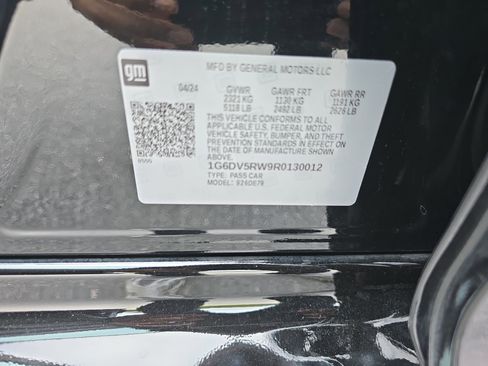 gm
MFD BY GENERAL MOTORS LLC
04/24
GVWR GAWR FRT GAWR RR
2321 KG 1130 KG 1191 KG
5118 LB 2492 LB 2626 LB
THIS VEHICLE CONFORMS TO ALL
APPLICABLE U.S. FEDERAL MOTOR
VEHICLE SAFETY, BUMPER, AND THEFT
PREVENTION STANDARDS IN EFFECT ON
THE DATE OF MANUFACTURE SHOWN ABOVE.
1G6DV5RW9R0130012
TYPE: PASS CAR
MODEL: 926DE79